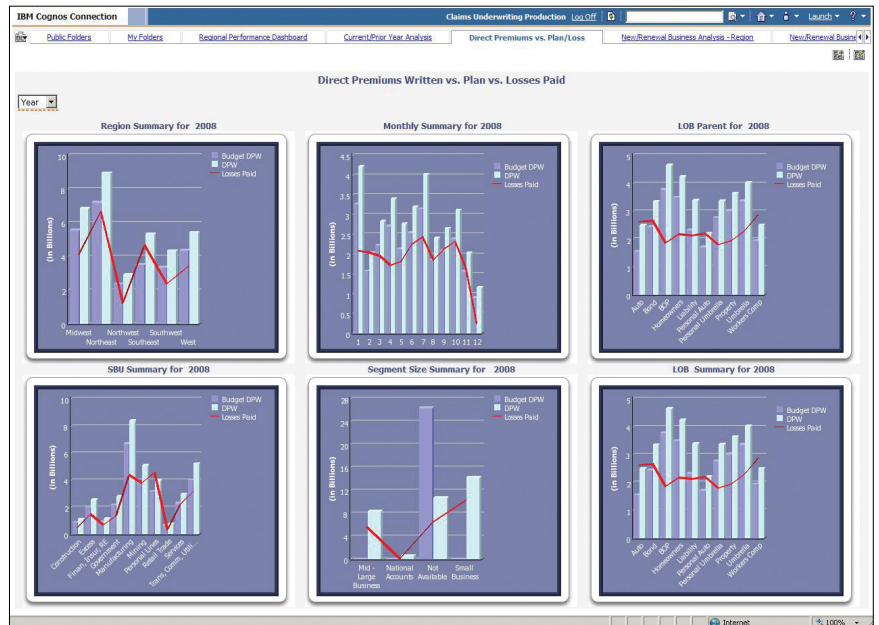 IBM Cognos Connection
Claims Underwriting Production Log Off
Launch
Public Folders My Folders Regional Performance Dashboard Current/Prior Year Analysis Direct Premiums vs. Plan/Loss New/Renewal Business Analysis - Region New/Renewal Busine
Direct Premiums Written vs. Plan vs. Losses Paid
Year
Region Summary for 2008
10
8
6
4
2
0
(In Billions)
Budget DPW
DPW
Losses Paid
Midwest Northwest Southwest
Northeast Southeast West
Monthly Summary for 2008
4.5
4
3.5
3
2.5
2
1.5
1
0.5
0
(In Billions)
Budget DPW
DPW
Losses Paid
1 2 3 4 5 6 7 8 9 10 11 12
LOB Parent for 2008
5
4
3
2
1
0
(In Billions)
Budget DPW
DPW
Losses Paid
Auto
Bond
BOP
Homeowners
Liability
Personal Auto
Personal Umbrella
Property
Umbrella
Workers Comp
SBU Summary for 2008
10
8
6
4
2
0
(In Billions)
Budget DPW
DPW
Losses Paid
Construction
Excess
Finan, Insur, RE
Government
Manufacturing
Mining
Personal Lines
Retail Trade
Services
Trans, Comm, Utili...
Segment Size Summary for 2008
28
24
20
16
12
8
4
0
(In Billions)
Budget DPW
DPW
Losses Paid
Mid - National Not Small
Large Accounts Available Business
Business
LOB Summary for 2008
5
4
3
2
1
0
(In Billions)
Budget DPW
DPW
Losses Paid
Auto
Bond
BOP
Homeowners
Liability
Personal Auto
Personal Umbrella
Property
Umbrella
Workers Comp
Internet 100%